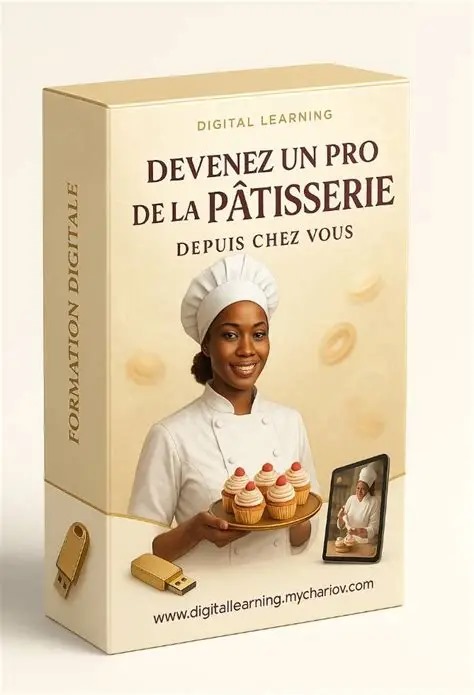 DIGITAL LEARNING
DEVENEZ UN PRO
DE LA PÂTISSERIE
DEPUIS CHEZ VOUS
FORMATION DIGITALE
www.digitallearning.mychariov.com